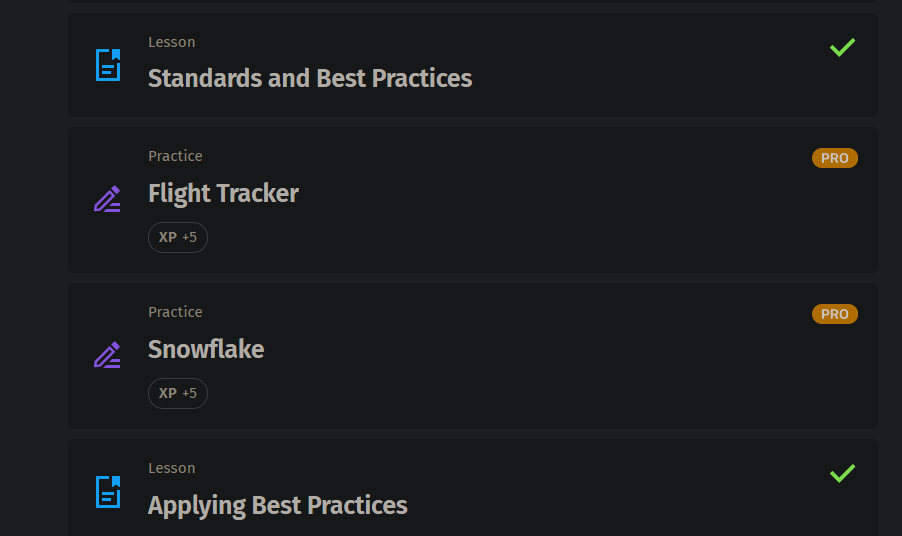 Lesson
Standards and Best Practices
Practice
PRO
Flight Tracker
XP +5
Practice
PRO
Snowflake
XP +5
Lesson
Applying Best Practices